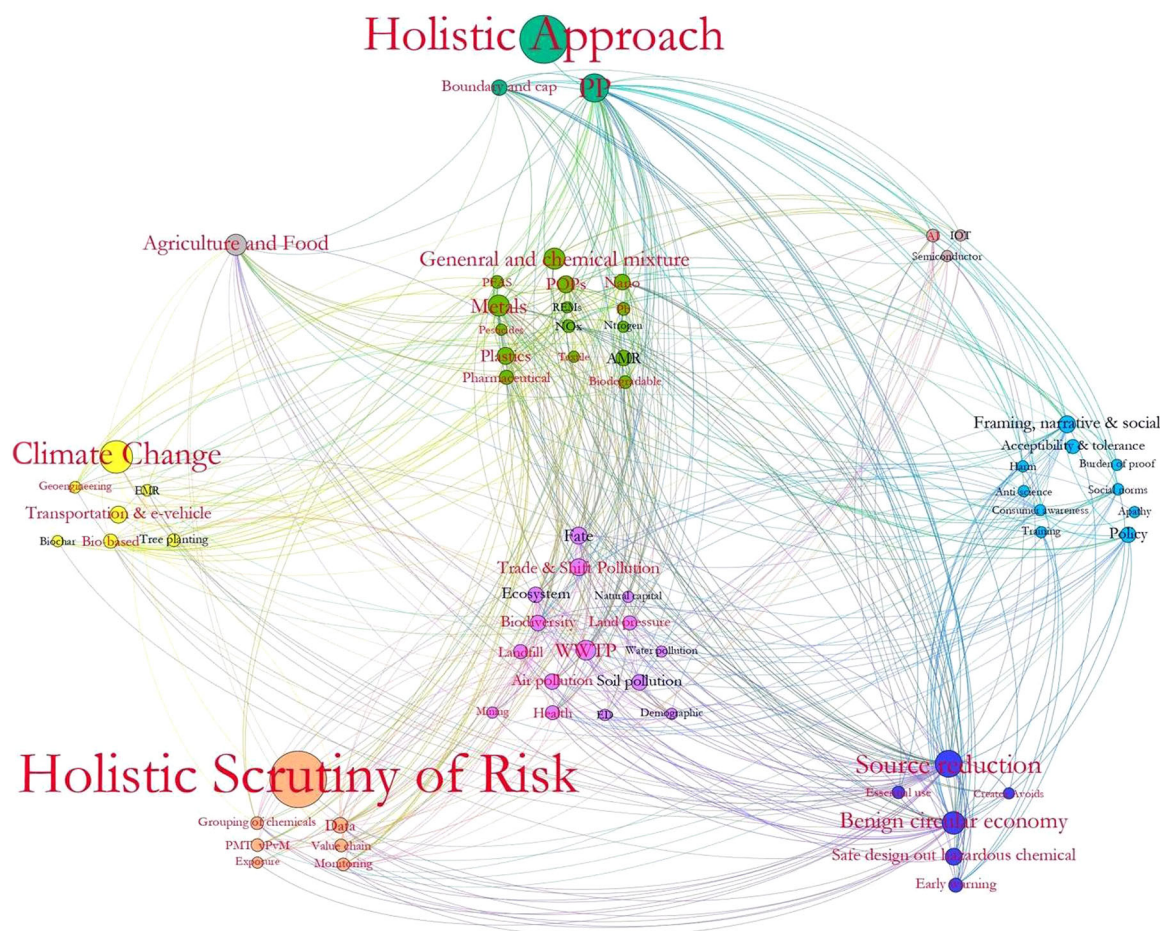 Holistic Approach
Boundary and cap
PP
Agriculture and Food
AI
IOT
Semiconductor
Genenral and chemical mixture
PFAS
POPs
Nano
Metals
REMs
Pb
Pesticides
NOx
Ntrogen
Plastics
Textile
AMR
Pharmaceutical
Biodegradable
Climate Change
Geoengineering
EMR
Transportation & e-vehicle
Biochar
Bio-based
Tree planting
Framing, narrative & social
Acceptibility & tolerance
Harm
Burden of proof
Anti science
Social norms
Consumer awareness
Apathy
Training
Policy
Fate
Trade & Shift Pollution
Ecosystem
Natural capital
Biodiversity
Land pressure
Landfill
WWTP
Water pollution
Air pollution
Soil pollution
Mining
Health
ED
Demographic
Holistic Scrutiny of Risk
Grouping of chemicals
Data
PMT vPvM
Value chain
Exposure
Monitoring
Source reduction
Essential use
Create Avoids
Benign circular economy
Safe design out hazardous chemical
Early warning